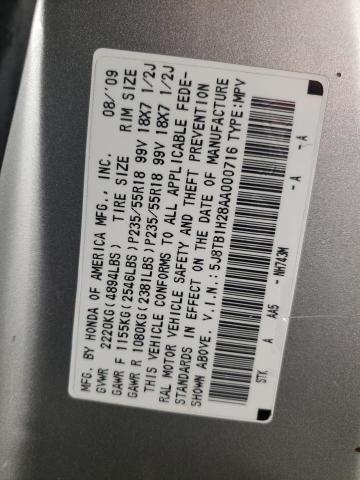 MFG. BY HONDA OF AMERICA MFG., INC. 08/'09
GVWR 2220KG(4894LBS) TIRE SIZE RIM SIZE
GAWR F 1155KG(2546LBS)P235/55R18 99V 18X7 1/2J
GAWR R 1080KG(2381LBS)P235/55R18 99V 18X7 1/2J
THIS VEHICLE CONFORMS TO ALL APPLICABLE FEDE-
RAL MOTOR VEHICLE SAFETY AND THEFT PREVENTION
STANDARDS IN EFFECT ON THE DATE OF MANUFACTURE
SHOWN ABOVE. V.I.N.: 5J8TB1H28AA000716 TYPE:MPV
STK A AA5 - NH743M - A - A